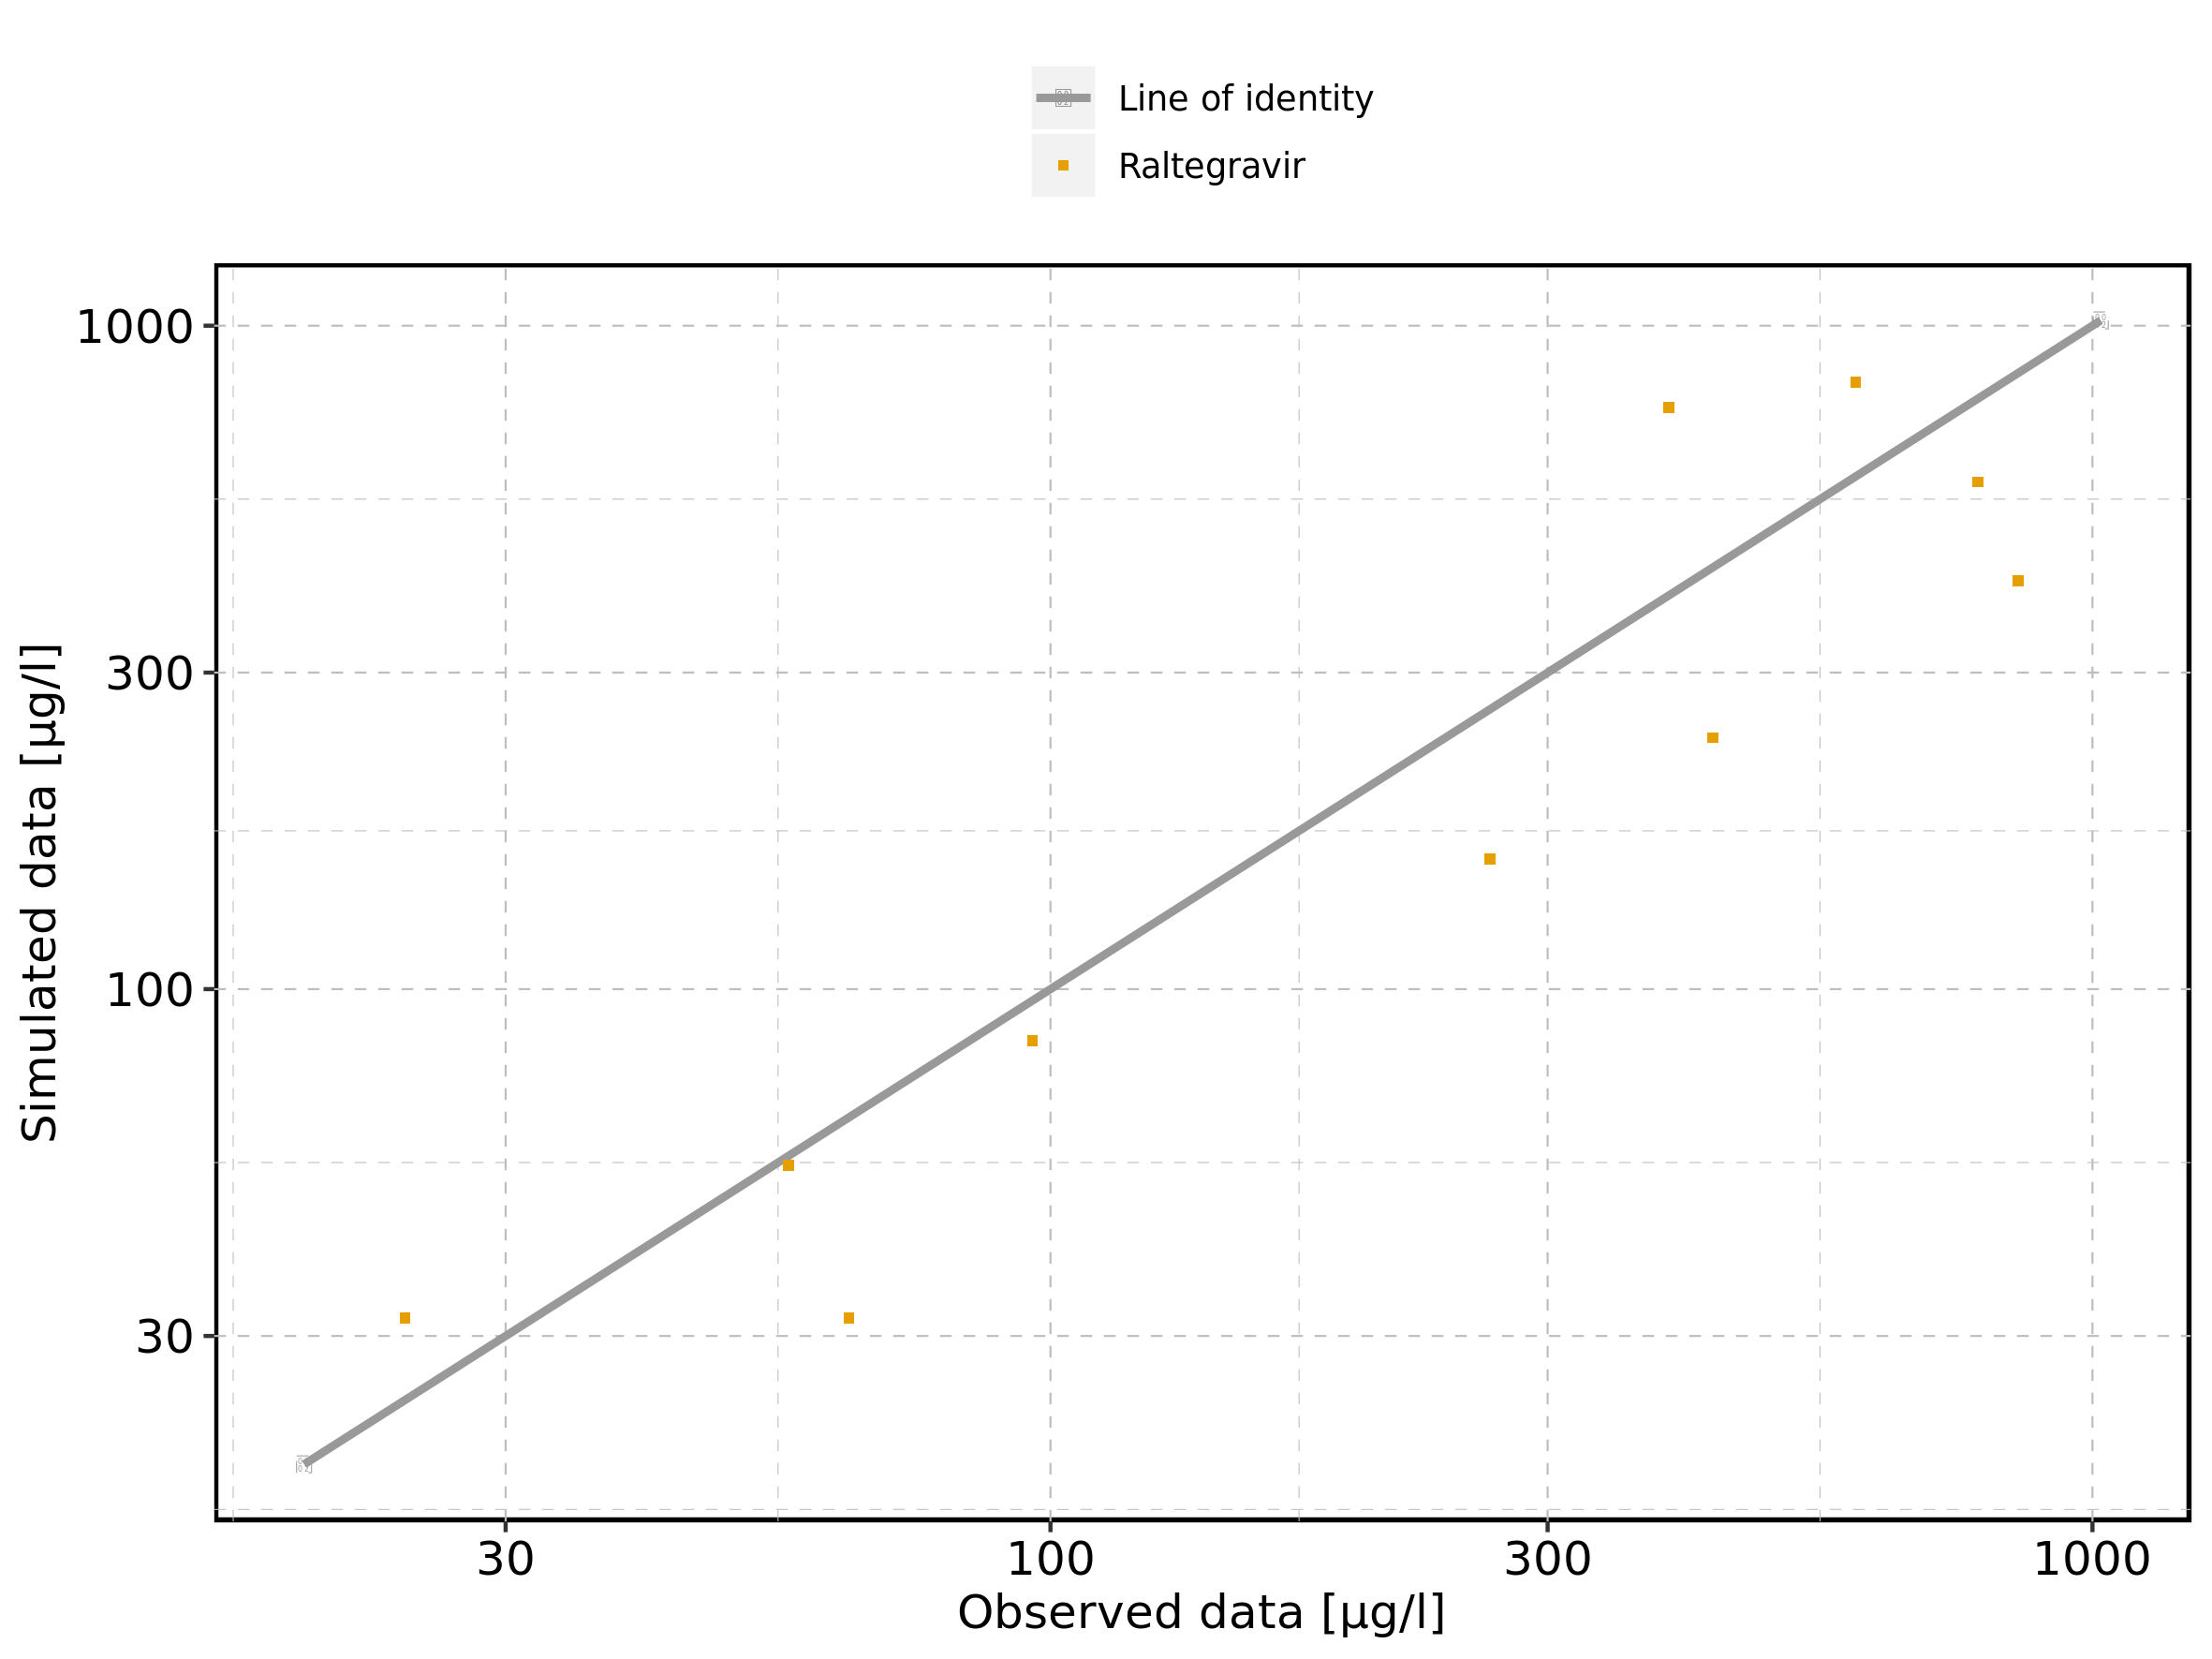 Line of identity
Raltegravir
1000
300
100
30
Simulated data [µg/l]
30 100 300 1000
Observed data [µg/l]